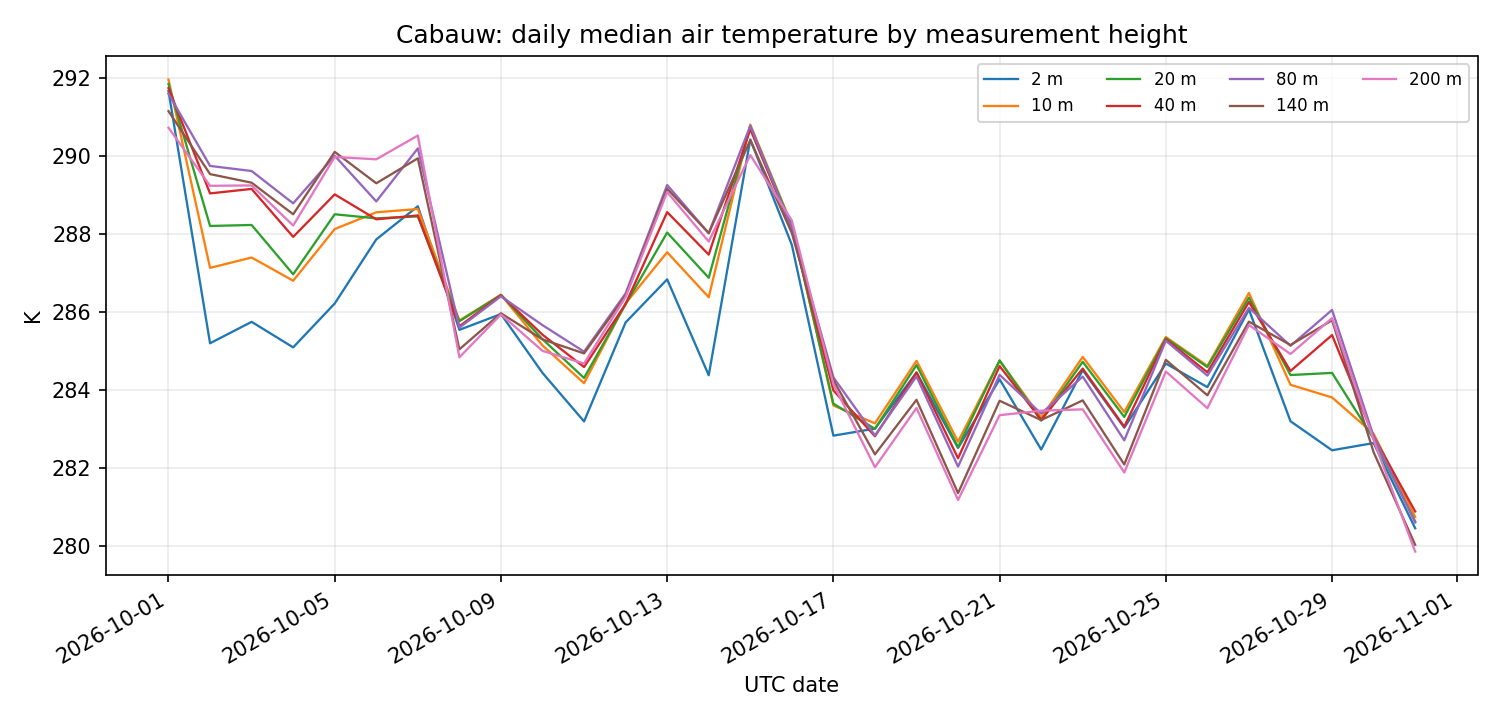 Cabauw: daily median air temperature by measurement height
2 m 20 m 80 m 200 m
10 m 40 m 140 m
292
290
288
286
284
282
280
K
2026-10-01 2026-10-05 2026-10-09 2026-10-13 2026-10-17 2026-10-21 2026-10-25 2026-10-29 2026-11-01
UTC date